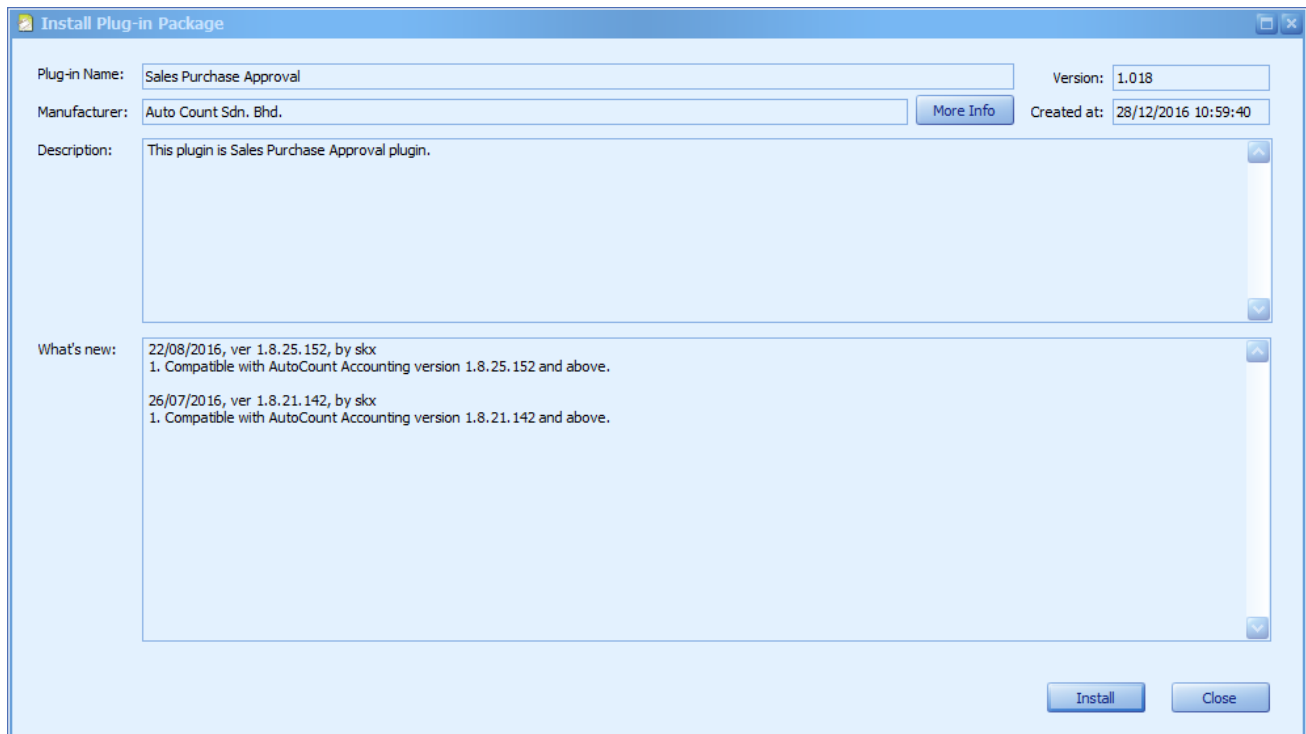 Install Plug-in Package
Plug-in Name: Sales Purchase Approval Version: 1.018
Manufacturer: Auto Count Sdn. Bhd. More Info Created at: 28/12/2016 10:59:40
Description: This plugin is Sales Purchase Approval plugin.
What's new: 22/08/2016, ver 1.8.25.152, by skx
1. Compatible with AutoCount Accounting version 1.8.25.152 and above.
26/07/2016, ver 1.8.21.142, by skx
1. Compatible with AutoCount Accounting version 1.8.21.142 and above.
Install Close